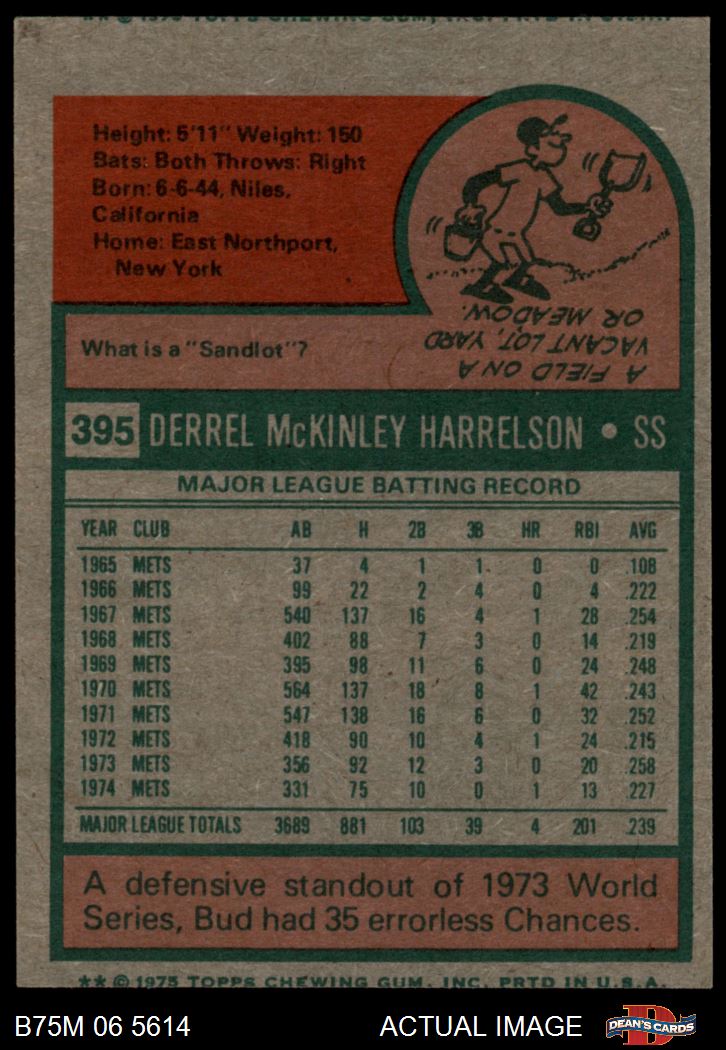 ** © 1975 TOPPS CHEWING GUM, INC. PRTD IN U.S.A.
Height: 5'11" Weight: 150
Bats: Both Throws: Right
Born: 6-6-44, Niles,
California
Home: East Northport,
New York
What is a "Sandlot"?
A FIELD ON A
VACANT LOT, YARD
OR MEADOW.
395 DERREL McKINLEY HARRELSON • SS
MAJOR LEAGUE BATTING RECORD
YEAR CLUB AB H 2B 3B HR RBI AVG
1965 METS 37 4 1 1 0 0 .108
1966 METS 99 22 2 4 0 4 .222
1967 METS 540 137 16 4 1 28 .254
1968 METS 402 88 7 3 0 14 .219
1969 METS 395 98 11 6 0 24 .248
1970 METS 564 137 18 8 1 42 .243
1971 METS 547 138 16 6 0 32 .252
1972 METS 418 90 10 4 1 24 .215
1973 METS 356 92 12 3 0 20 .258
1974 METS 331 75 10 0 1 13 .227
MAJOR LEAGUE TOTALS 3689 881 103 39 4 201 .239
A defensive standout of 1973 World
Series, Bud had 35 errorless Chances.
** © 1975 TOPPS CHEWING GUM, INC. PRTD IN U.S.A.
B75M 06 5614 ACTUAL IMAGE D DEAN'S CARDS